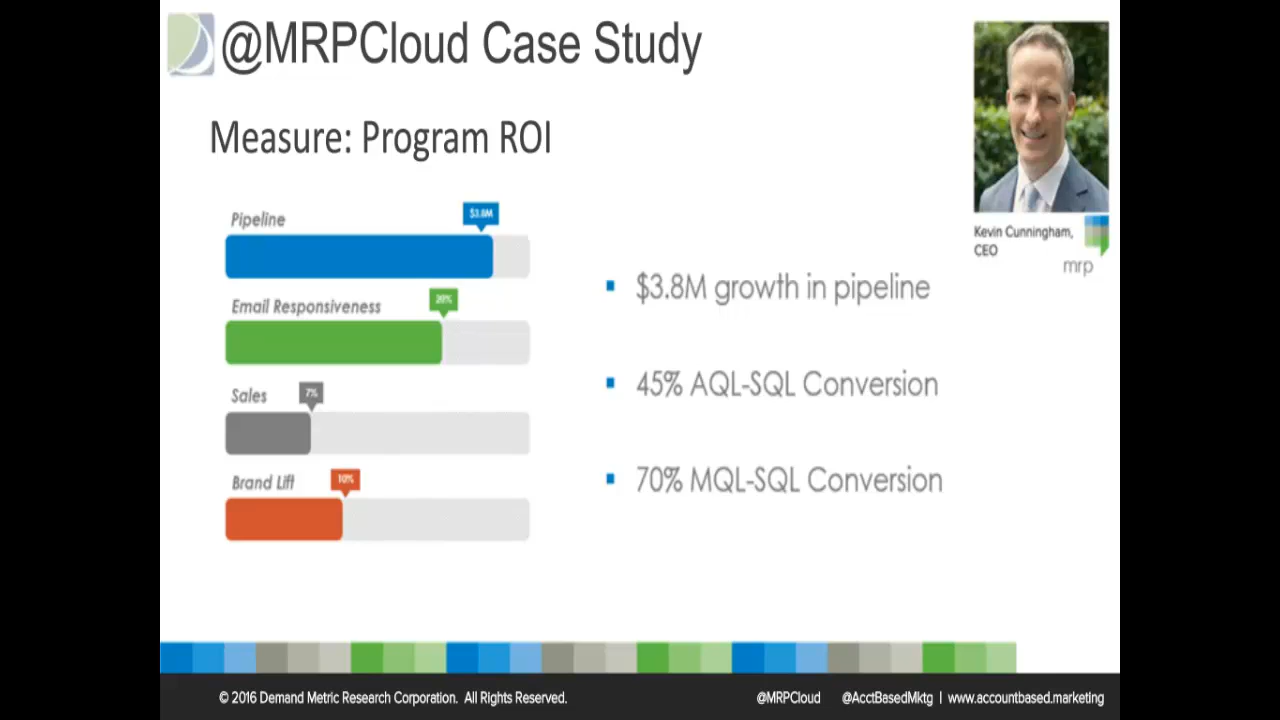 @MRPCloud Case Study
Measure: Program ROI
Kevin Cunningham,
CEO
mrp
Pipeline
$3.8M
Email Responsiveness
20%
Sales
7%
Brand Lift
10%
$3.8M growth in pipeline
45% AQL-SQL Conversion
70% MQL-SQL Conversion
© 2016 Demand Metric Research Corporation. All Rights Reserved.
@MRPCloud @AcctBasedMktg | www.accountbased.marketing